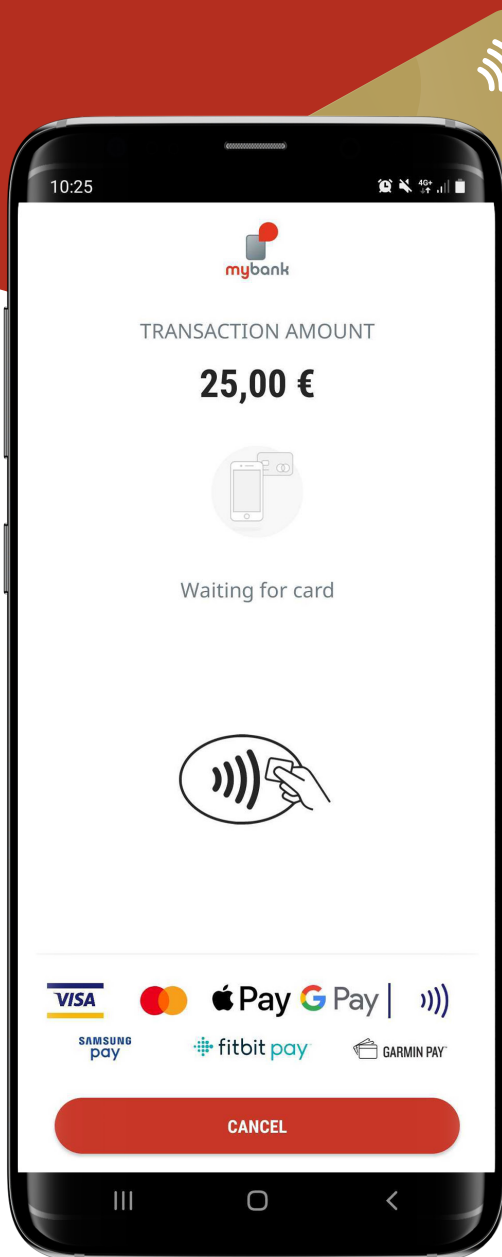 10:25
4G+
mybank
TRANSACTION AMOUNT
25,00 €
Waiting for card
VISA
Pay
G Pay
SAMSUNG
pay
fitbit pay
GARMIN PAY™
CANCEL